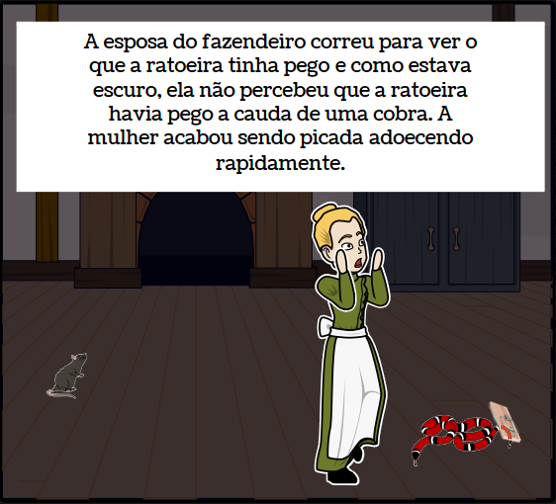 A esposa do fazendeiro correu para ver o
que a ratoeira tinha pego e como estava
escuro, ela não percebeu que a ratoeira
havia pego a cauda de uma cobra. A
mulher acabou sendo picada adoecendo
rapidamente.